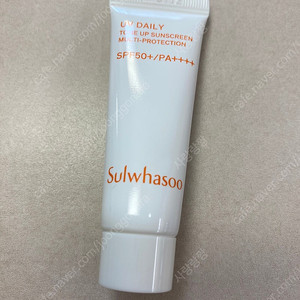 UV DAILY
TONE UP SUNSCREEN
MULTI-PROTECTION
SPF50+/PA++++
Sulwhasoo